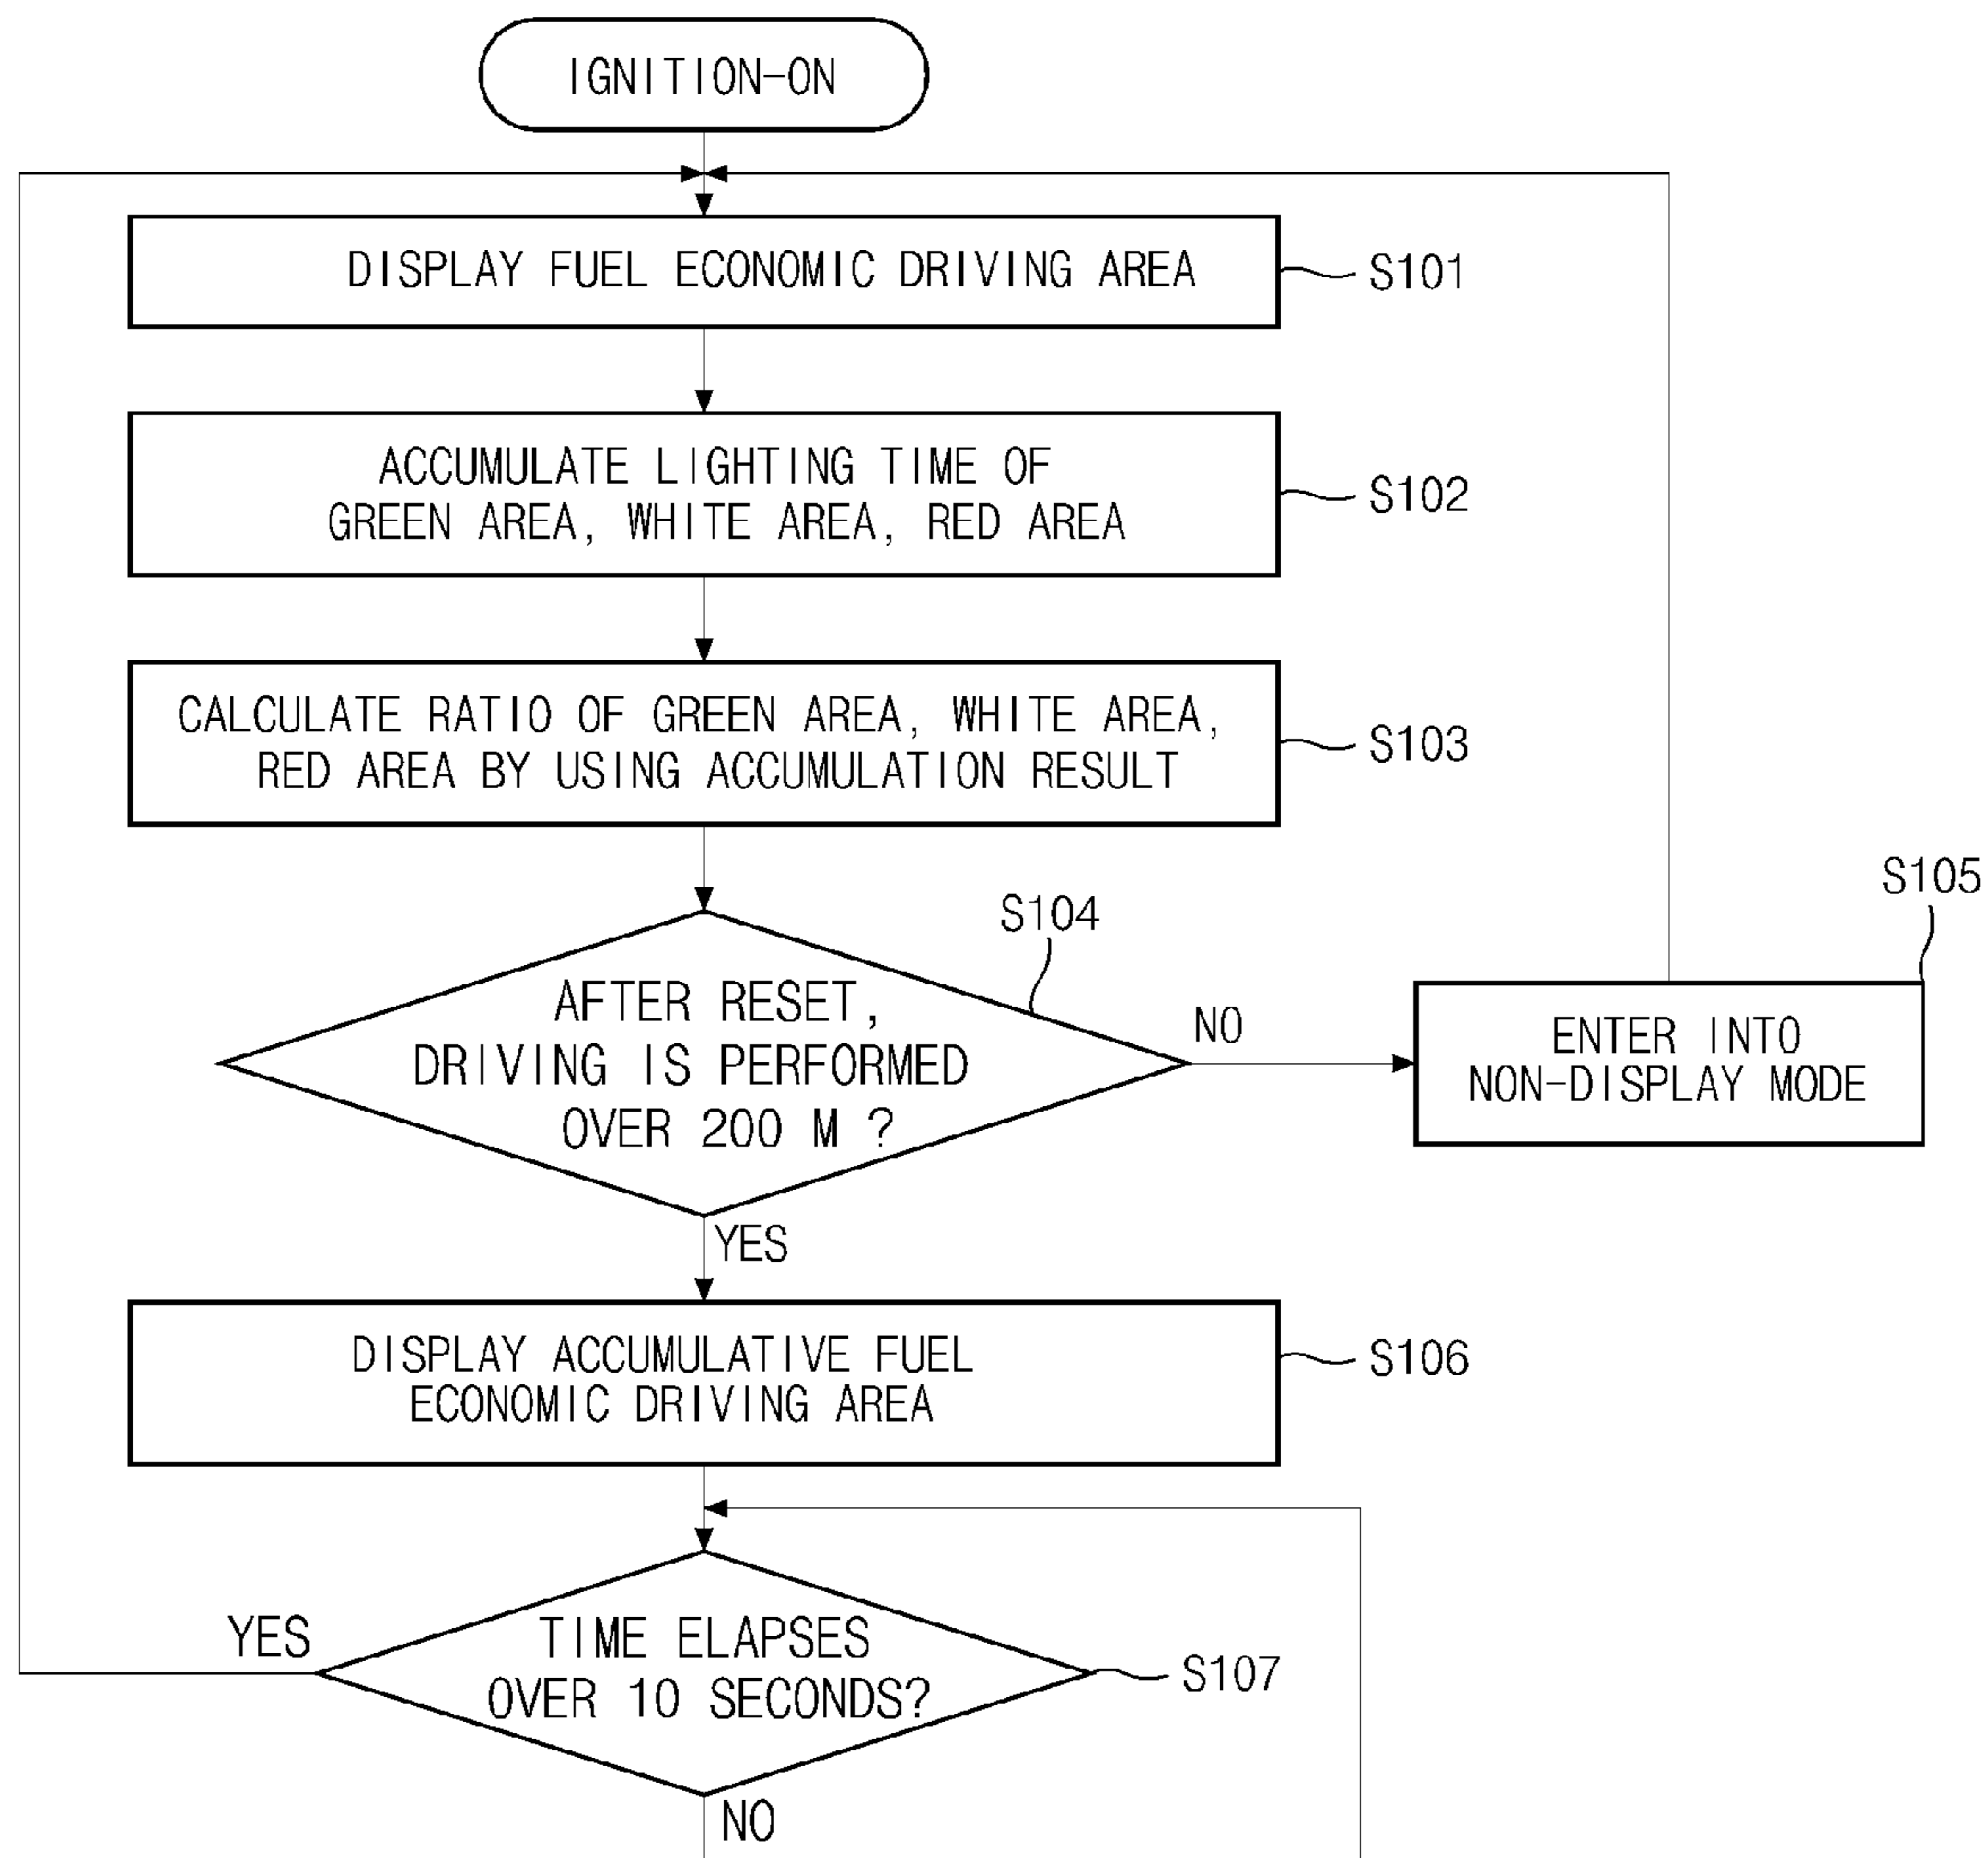 IGNITION-ON
DISPLAY FUEL ECONOMIC DRIVING AREA
S101
ACCUMULATE LIGHTING TIME OF
GREEN AREA, WHITE AREA, RED AREA
S102
CALCULATE RATIO OF GREEN AREA, WHITE AREA,
RED AREA BY USING ACCUMULATION RESULT
S103
S104
AFTER RESET,
DRIVING IS PERFORMED
OVER 200 M ?
NO
S105
ENTER INTO
NON-DISPLAY MODE
YES
DISPLAY ACCUMULATIVE FUEL
ECONOMIC DRIVING AREA
S106
YES
TIME ELAPSES
OVER 10 SECONDS?
S107
NO